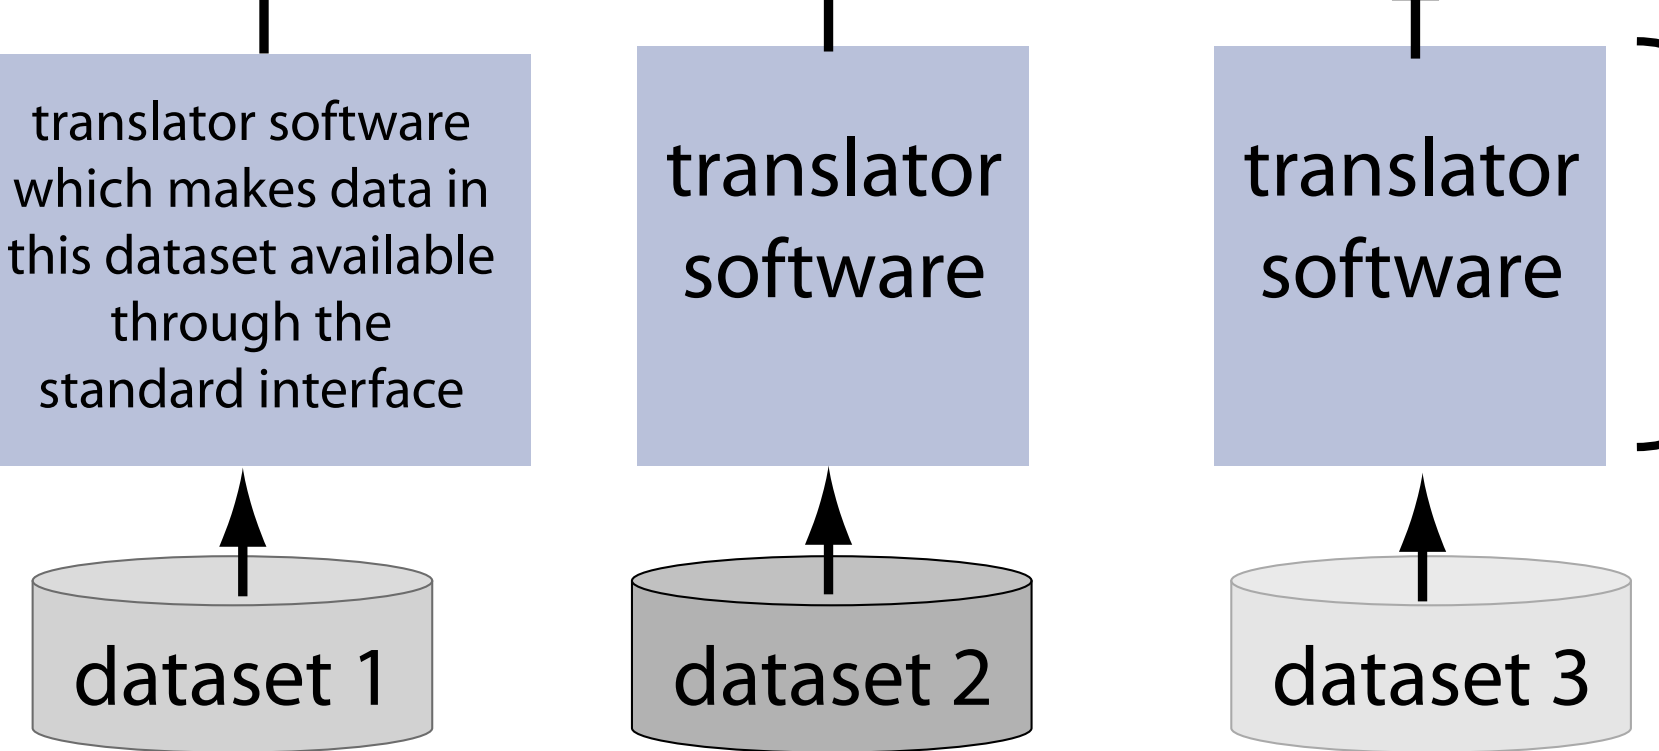 translator software
which makes data in
this dataset available
through the
standard interface
translator
software
translator
software
dataset 1
dataset 2
dataset 3